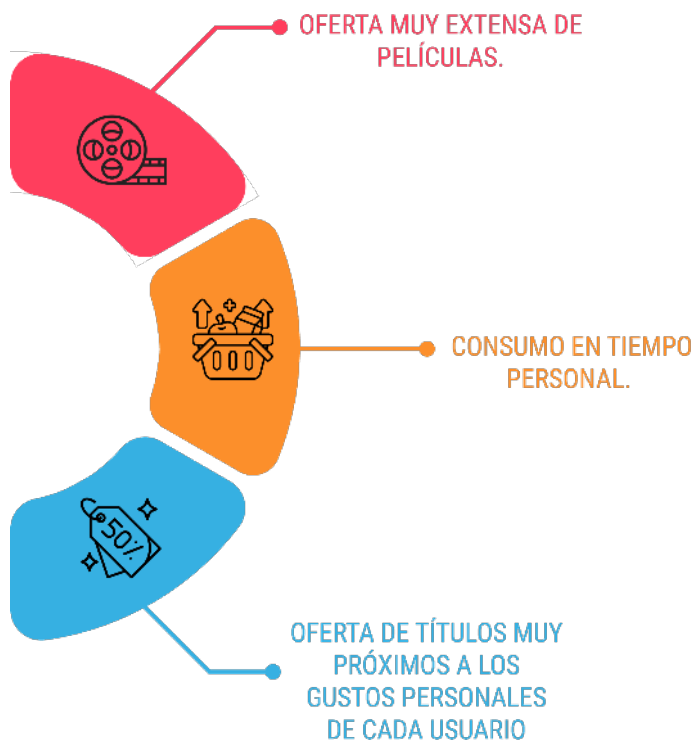 OFERTA MUY EXTENSA DE
PELÍCULAS.
CONSUMO EN TIEMPO
PERSONAL.
50%
OFERTA DE TÍTULOS MUY
PRÓXIMOS A LOS
GUSTOS PERSONALES
DE CADA USUARIO